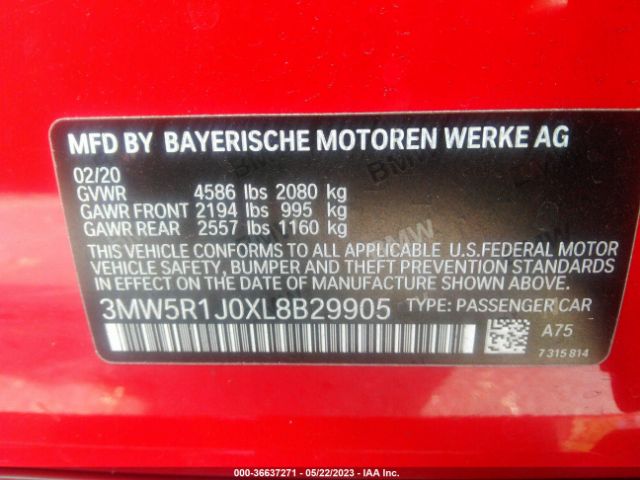 MFD BY BAYERISCHE MOTOREN WERKE AG
02/20
GVWR 4586 lbs 2080 kg
GAWR FRONT 2194 lbs 995 kg
GAWR REAR 2557 lbs 1160 kg
THIS VEHICLE CONFORMS TO ALL APPLICABLE U.S.FEDERAL MOTOR
VEHICLE SAFETY, BUMPER AND THEFT PREVENTION STANDARDS
IN EFFECT ON THE DATE OF MANUFACTURE SHOWN ABOVE.
3MW5R1J0XL8B29905 TYPE: PASSENGER CAR
A75
7 315 814
BMW
BMW
000-36637271 - 05/22/2023 - IAAI Inc.